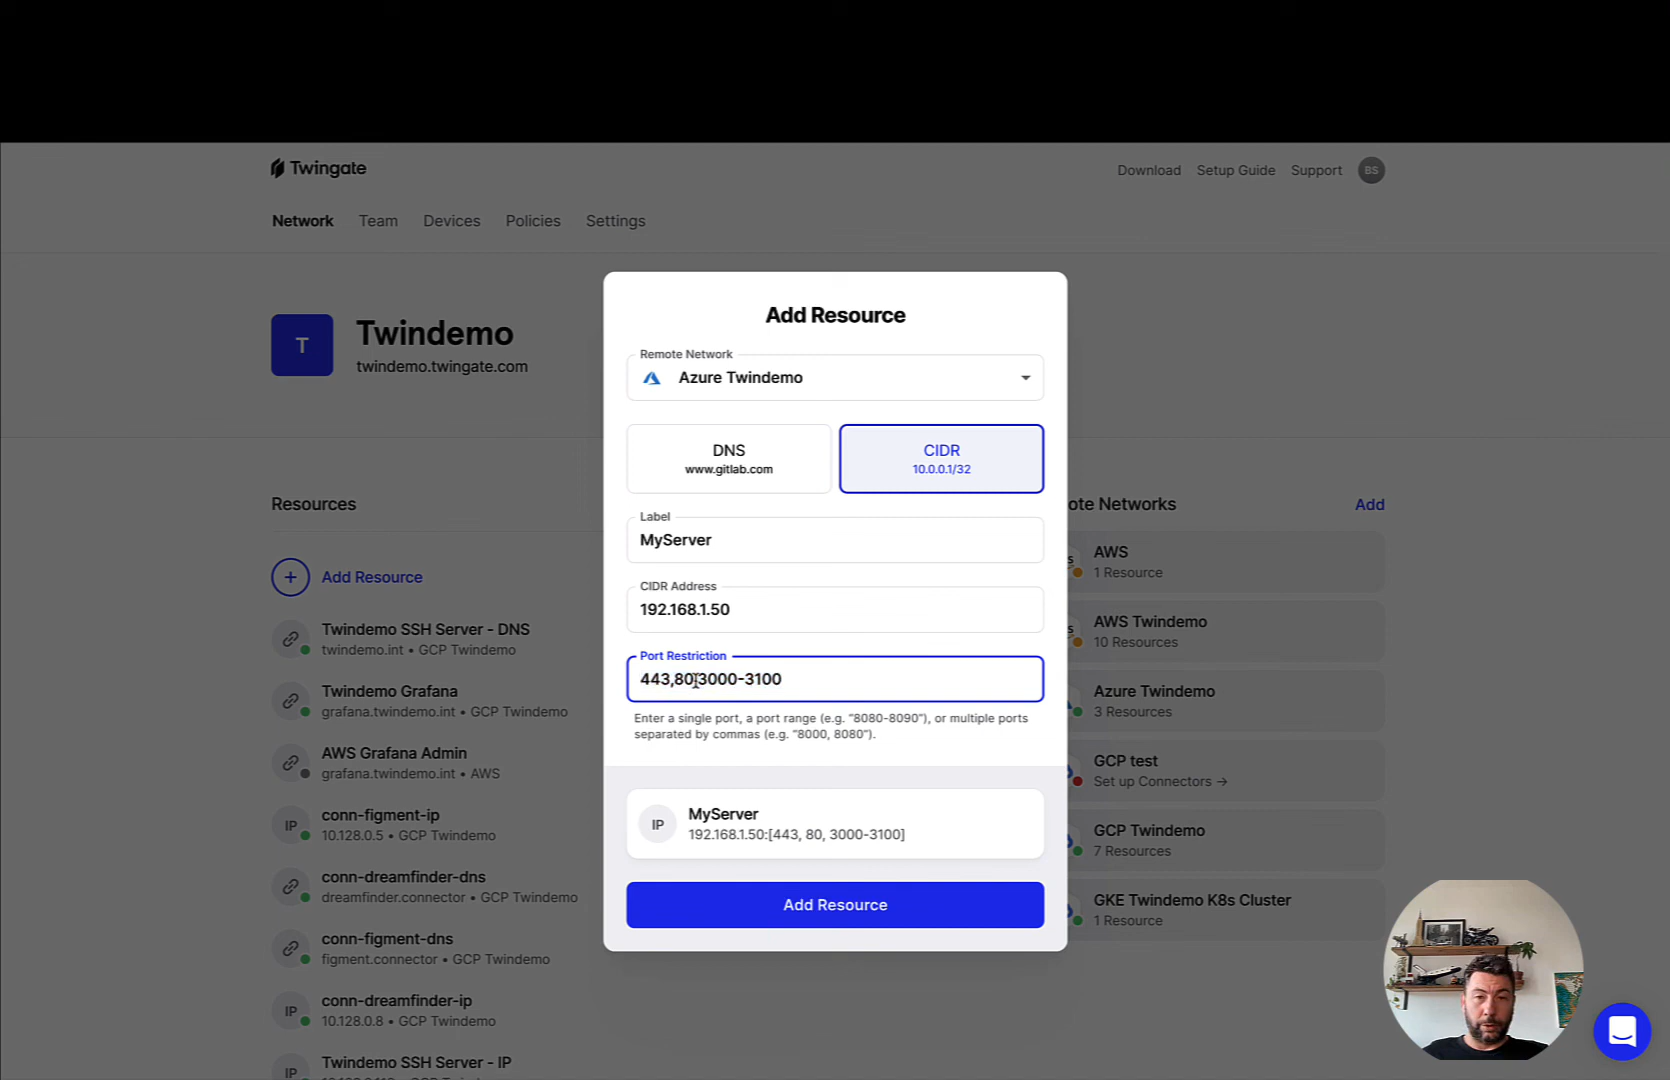 Twingate
Download Setup Guide Support BS
Network Team Devices Policies Settings
T
Twindemo
twindemo.twingate.com
Resources
Add Resource
Twindemo SSH Server - DNS
twindemo.int • GCP Twindemo
Twindemo Grafana
grafana.twindemo.int • GCP Twindemo
AWS Grafana Admin
grafana.twindemo.int • AWS
IP
conn-figment-ip
10.128.0.5 • GCP Twindemo
conn-dreamfinder-dns
dreamfinder.connector • GCP Twindemo
conn-figment-dns
figment.connector • GCP Twindemo
IP
conn-dreamfinder-ip
10.128.0.8 • GCP Twindemo
IP
Twindemo SSH Server - IP
Add Resource
Remote Network
Azure Twindemo
DNS
www.gitlab.com
CIDR
10.0.0.1/32
Label
MyServer
CIDR Address
192.168.1.50
Port Restriction
443,80,3000-3100
Enter a single port, a port range (e.g. "8080-8090"), or multiple ports
separated by commas (e.g. "8000, 8080").
IP
MyServer
192.168.1.50:[443, 80, 3000-3100]
Add Resource
ote Networks Add
AWS
1 Resource
AWS Twindemo
10 Resources
Azure Twindemo
3 Resources
GCP test
Set up Connectors →
GCP Twindemo
7 Resources
GKE Twindemo K8s Cluster
1 Resource